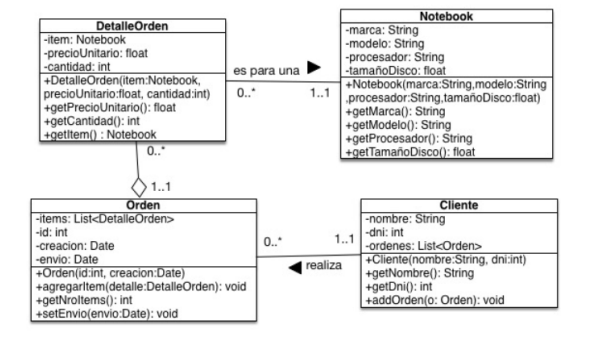 DetalleOrden
-item: Notebook
-precioUnitario: float
-cantidad: int
+DetalleOrden(item:Notebook,
precioUnitario:float, cantidad:int)
+getPrecioUnitario(): float
+getCantidad(): int
+getItem() : Notebook
es para una
0..*
1..1
Notebook
-marca: String
-modelo: String
-procesador: String
-tamañoDisco: float
+Notebook(marca:String,modelo:String
,procesador:String,tamañoDisco:float)
+getMarca(): String
+getModelo(): String
+getProcesador(): String
+getTamañoDisco(): float
0..*
1..1
Orden
-items: List<DetalleOrden>
-id: int
-creacion: Date
-envio: Date
+Orden(id:int, creacion:Date)
+agregarItem(detalle:DetalleOrden): void
+getNroItems(): int
+setEnvio(envio:Date): void
0..*
1..1
realiza
Cliente
-nombre: String
-dni: int
-ordenes: List<Orden>
+Cliente(nombre:String, dni:int)
+getNombre(): String
+getDni(): int
+addOrden(o: Orden): void